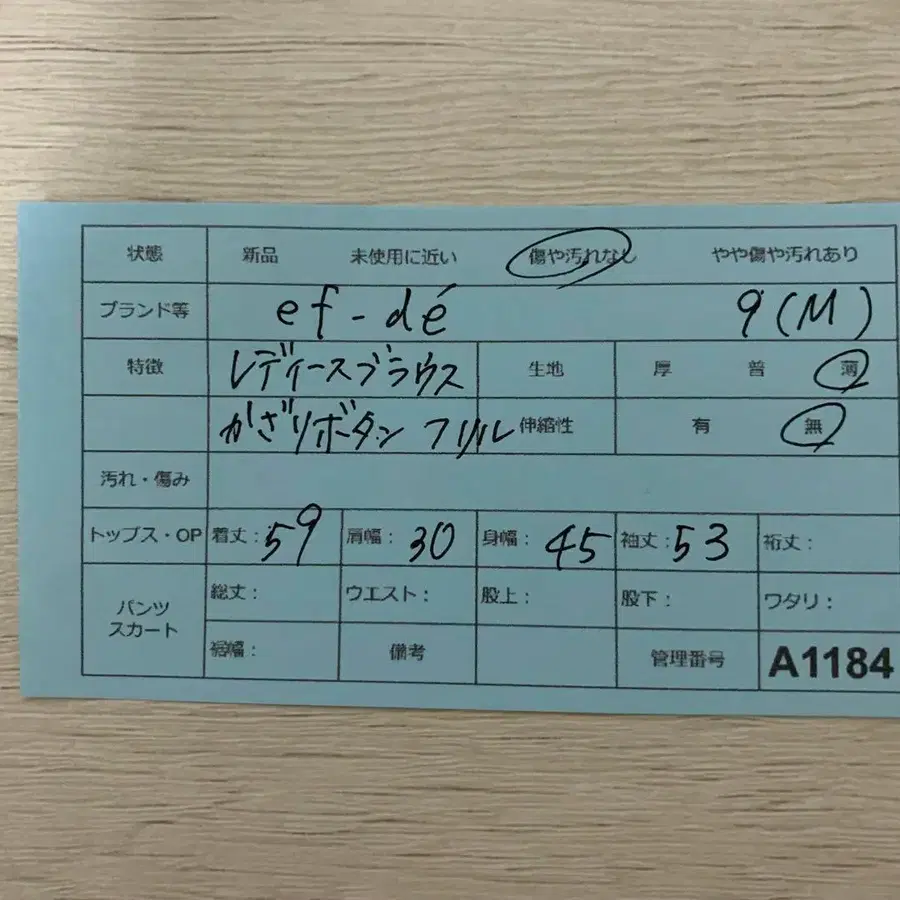 状態 新品 未使用に近い 傷や汚れなし やや傷や汚れあり
ブランド等 ef-dé 9(M)
特徴 レディースブラウス 生地 厚 普 薄
かざりボタン フリル 伸縮性 有 無
汚れ・傷み
トップス・OP 着丈:59 肩幅:30 身幅:45 袖丈:53 裄丈:
パンツ スカート 総丈: ウエスト: 股上: 股下: ワタリ:
裾幅: 備考 管理番号 A1184